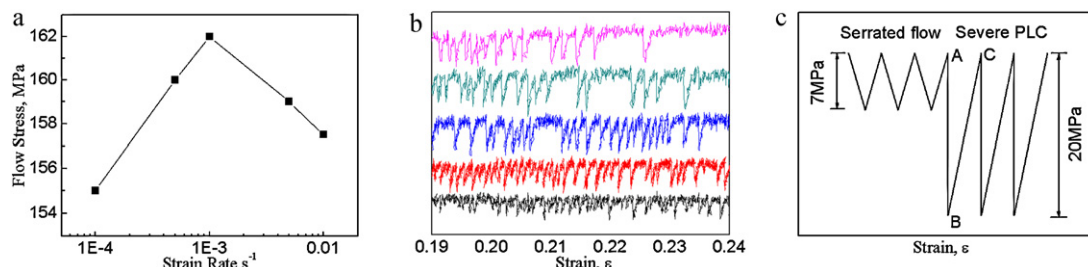 a
162
160
158
156
154
Flow Stress, MPa
1E-4
1E-3
0.01
Strain Rate s⁻¹
b
0.19
0.20
0.21
0.22
0.23
0.24
Strain, ε
c
Serrated flow
Severe PLC
A
C
B
7MPa
20MPa
Strain, ε